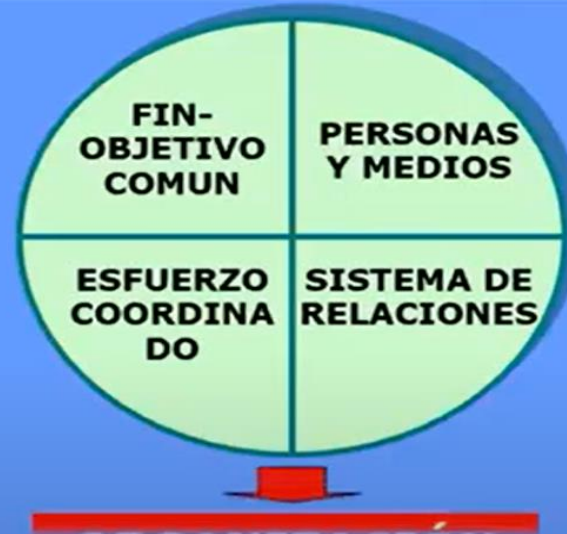 FIN-
OBJETIVO
COMUN
PERSONAS
Y MEDIOS
ESFUERZO
COORDINA
DO
SISTEMA DE
RELACIONES